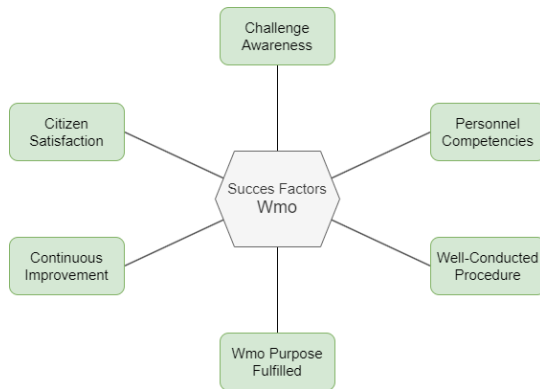 Challenge
Awareness
Citizen
Satisfaction
Personnel
Competencies
Succes Factors
Wmo
Continuous
Improvement
Well-Conducted
Procedure
Wmo Purpose
Fulfilled